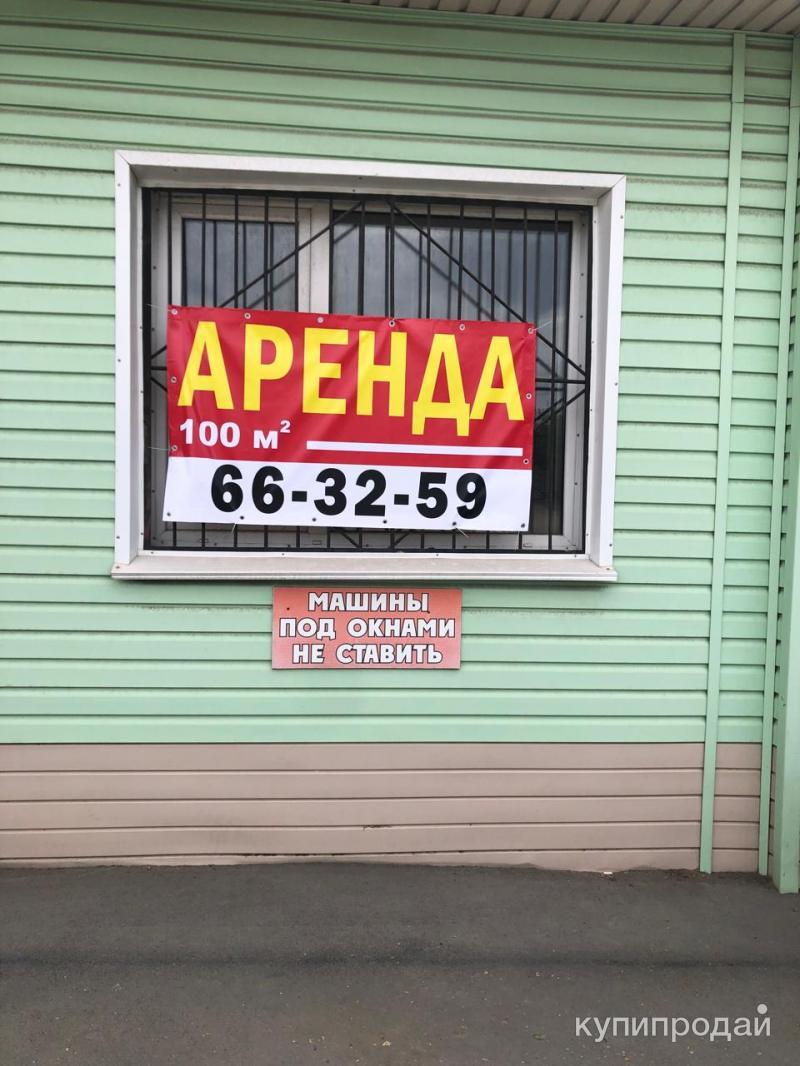 АРЕНДА
100 м²
66-32-59
МАШИНЫ
ПОД ОКНАМИ
НЕ СТАВИТЬ
купипродай